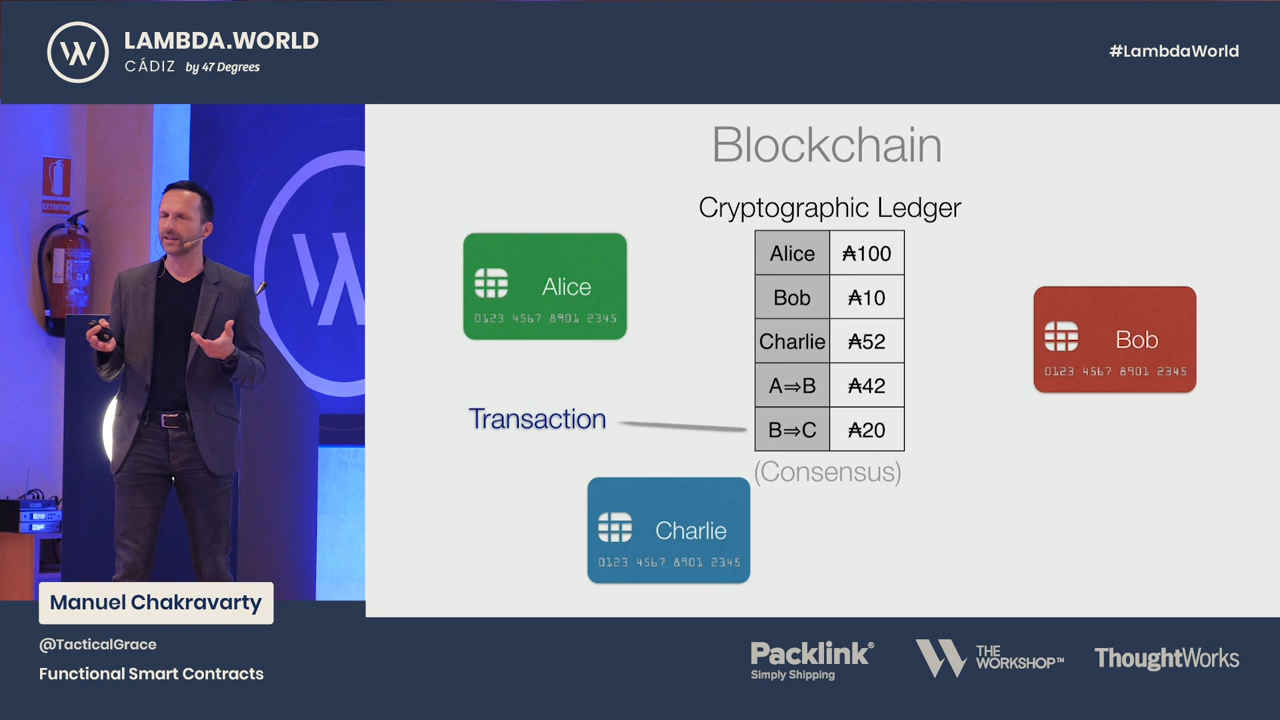 LAMBDA.WORLD
CÁDIZ by 47 Degrees
#LambdaWorld
EXTINTOR
Blockchain
Cryptographic Ledger
Alice ₳100
Bob ₳10
Charlie ₳52
A⇒B ₳42
B⇒C ₳20
(Consensus)
Alice
0123 4567 8901 2345
Bob
0123 4567 8901 2345
Transaction
Charlie
0123 4567 8901 2345
Manuel Chakravarty
@TacticalGrace
Functional Smart Contracts
Packlink®
Simply Shipping
THE
WORKSHOP™
ThoughtWorks